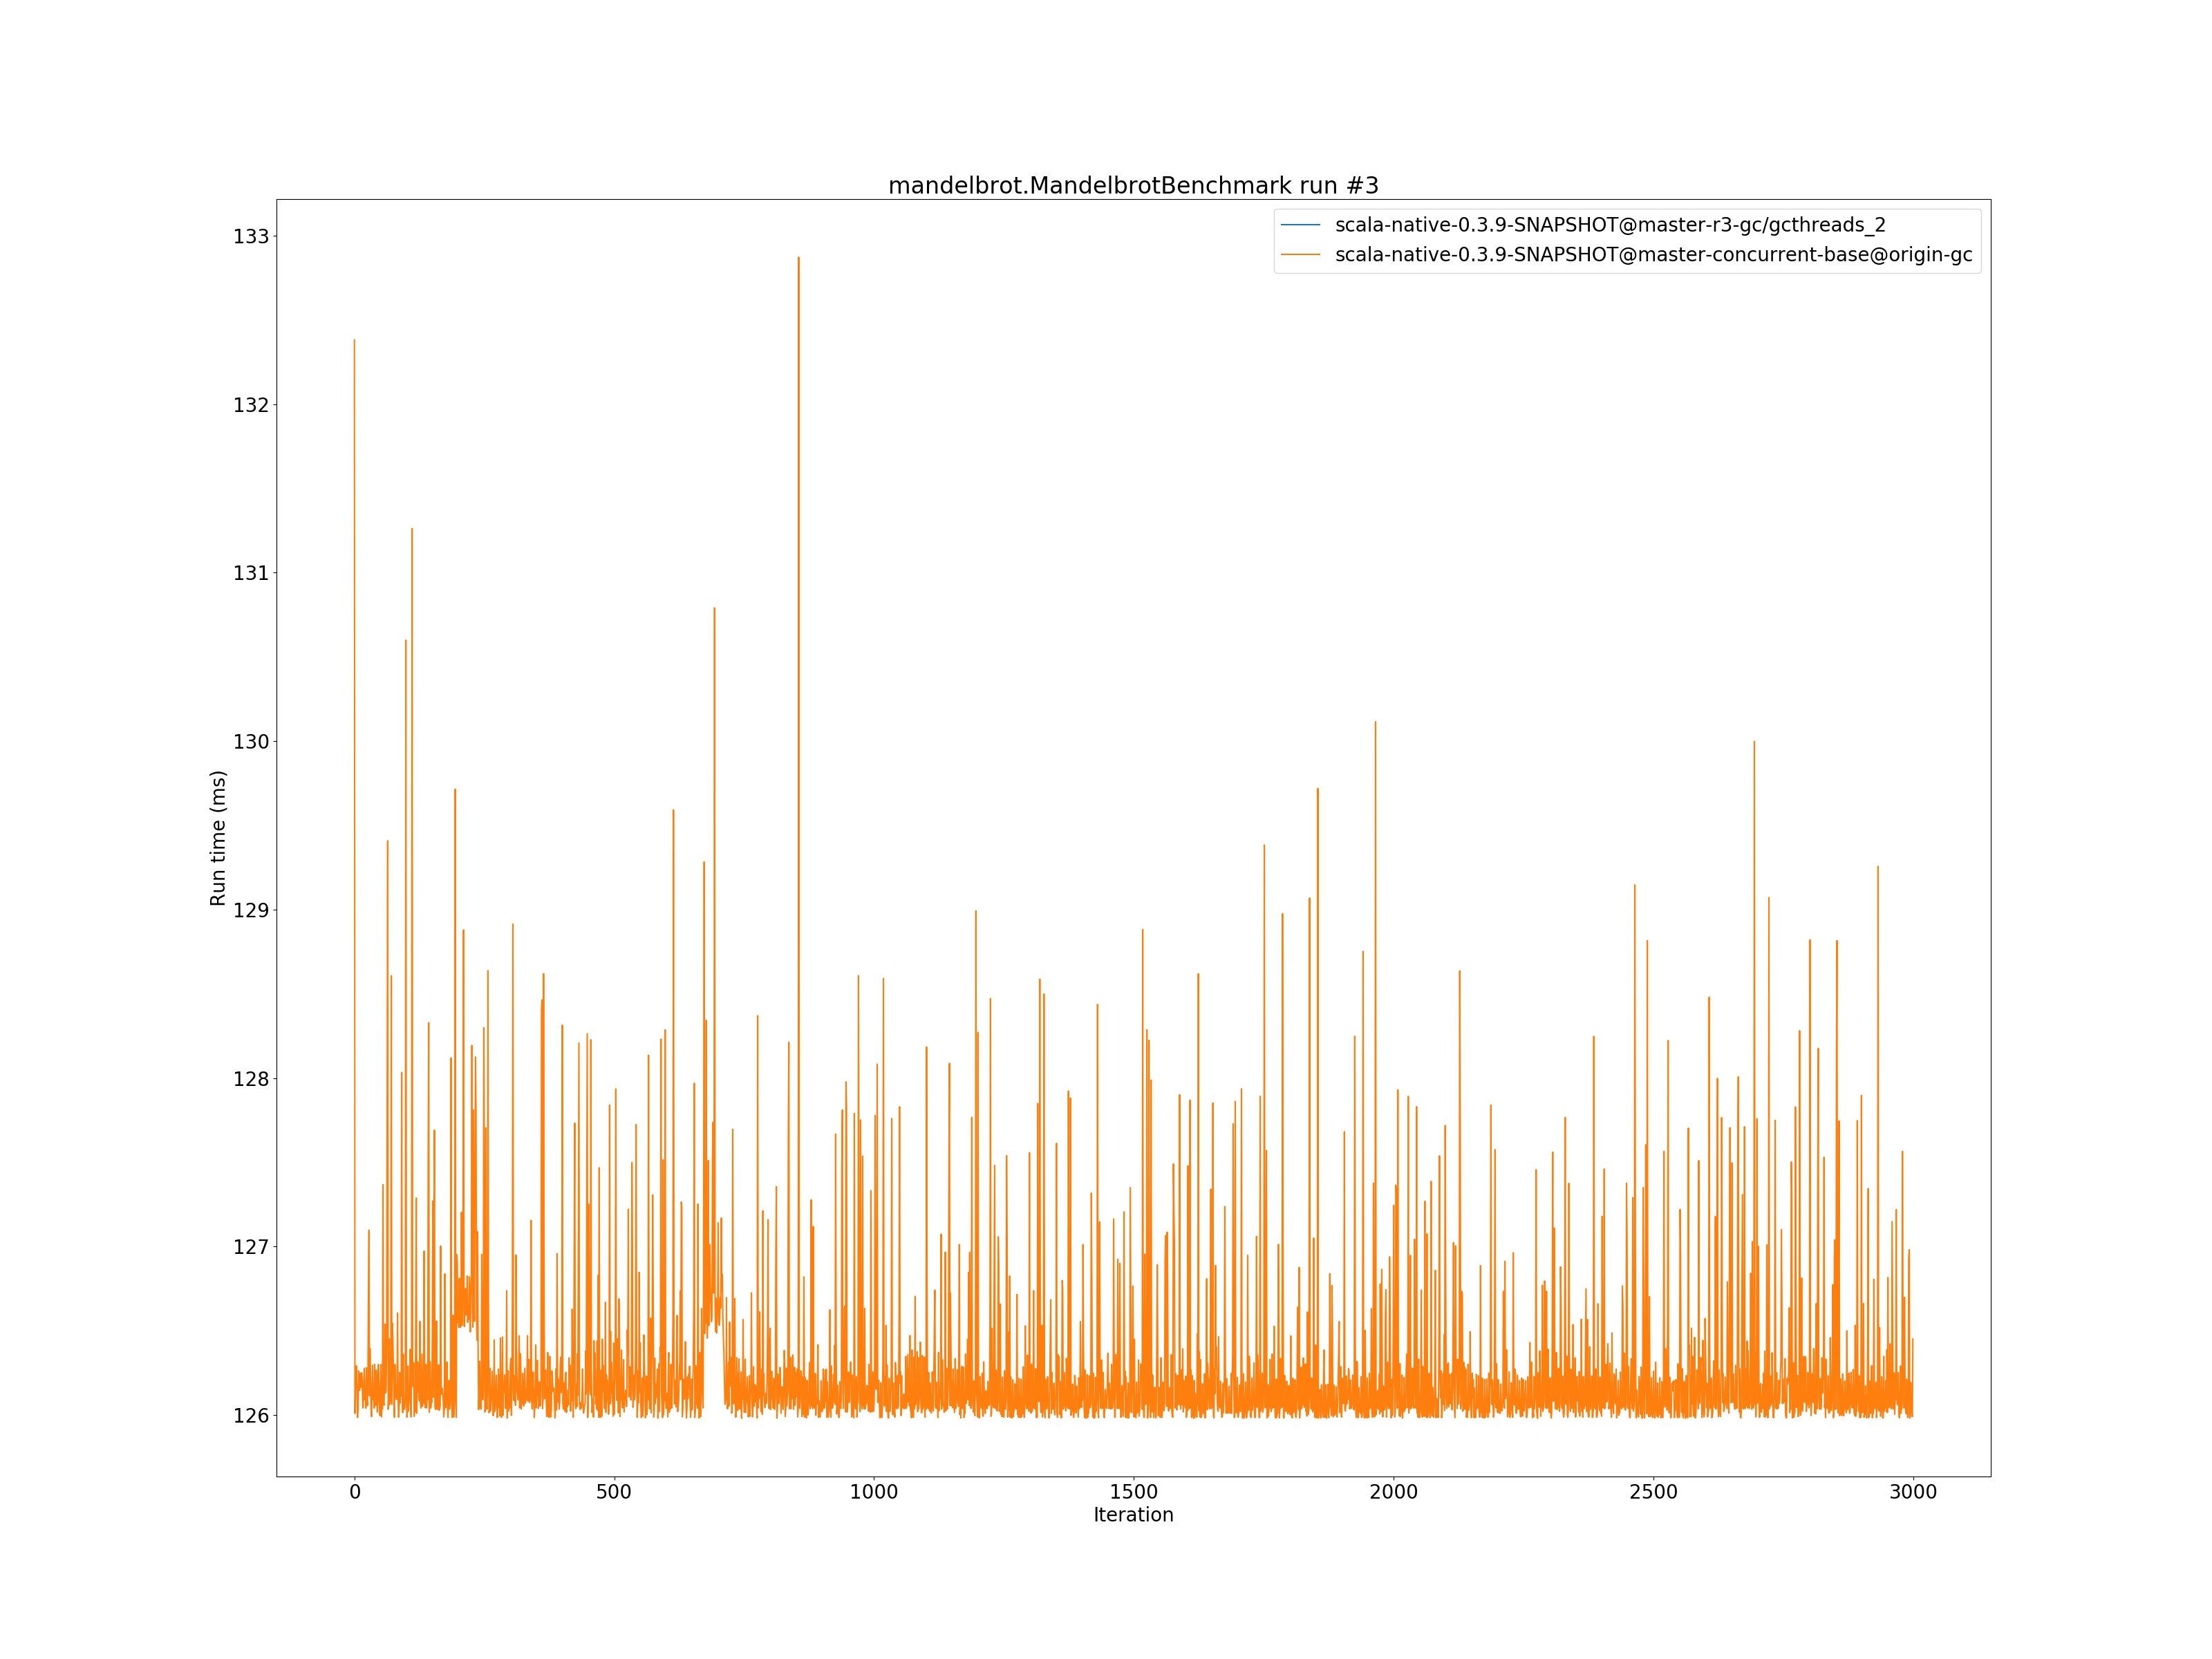 mandelbrot.MandelbrotBenchmark run #3
scala-native-0.3.9-SNAPSHOT@master-r3-gc/gcthreads_2
scala-native-0.3.9-SNAPSHOT@master-concurrent-base@origin-gc
133
132
131
130
129
128
127
126
Run time (ms)
0 500 1000 1500 2000 2500 3000
Iteration